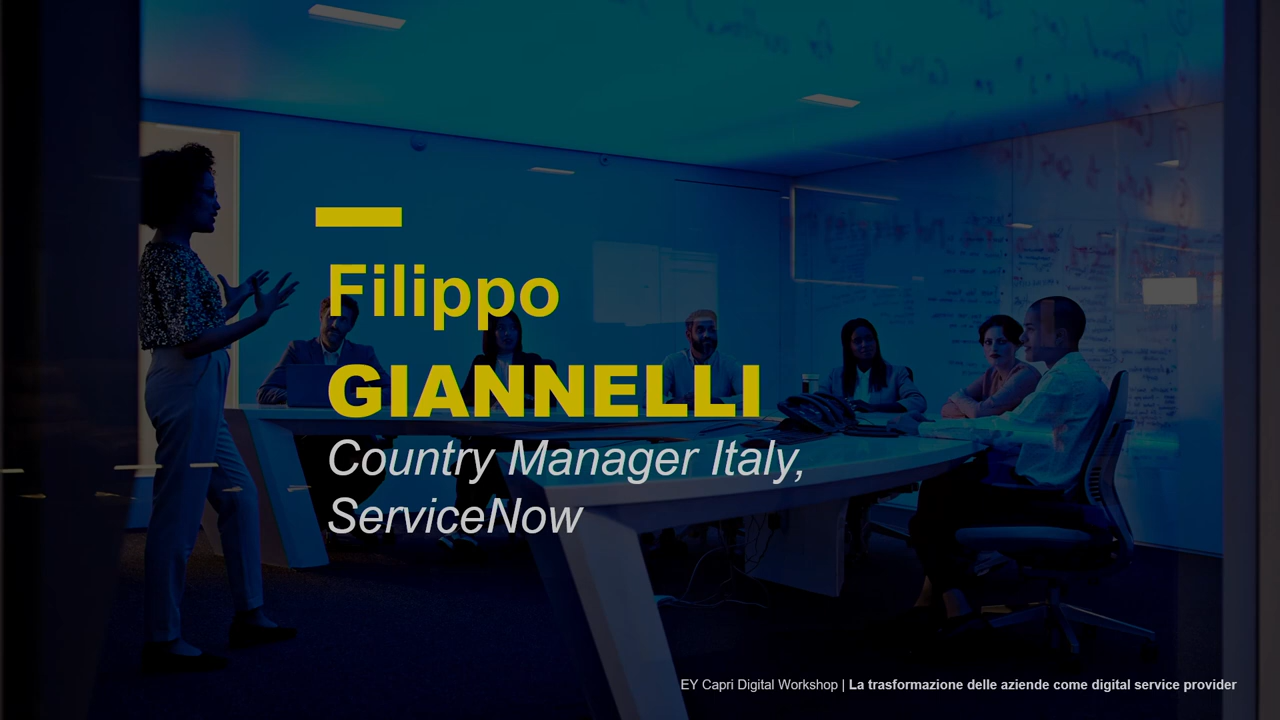 Filippo
GIANNELLI
Country Manager Italy,
ServiceNow
EY Capri Digital Workshop | La trasformazione delle aziende come digital service provider